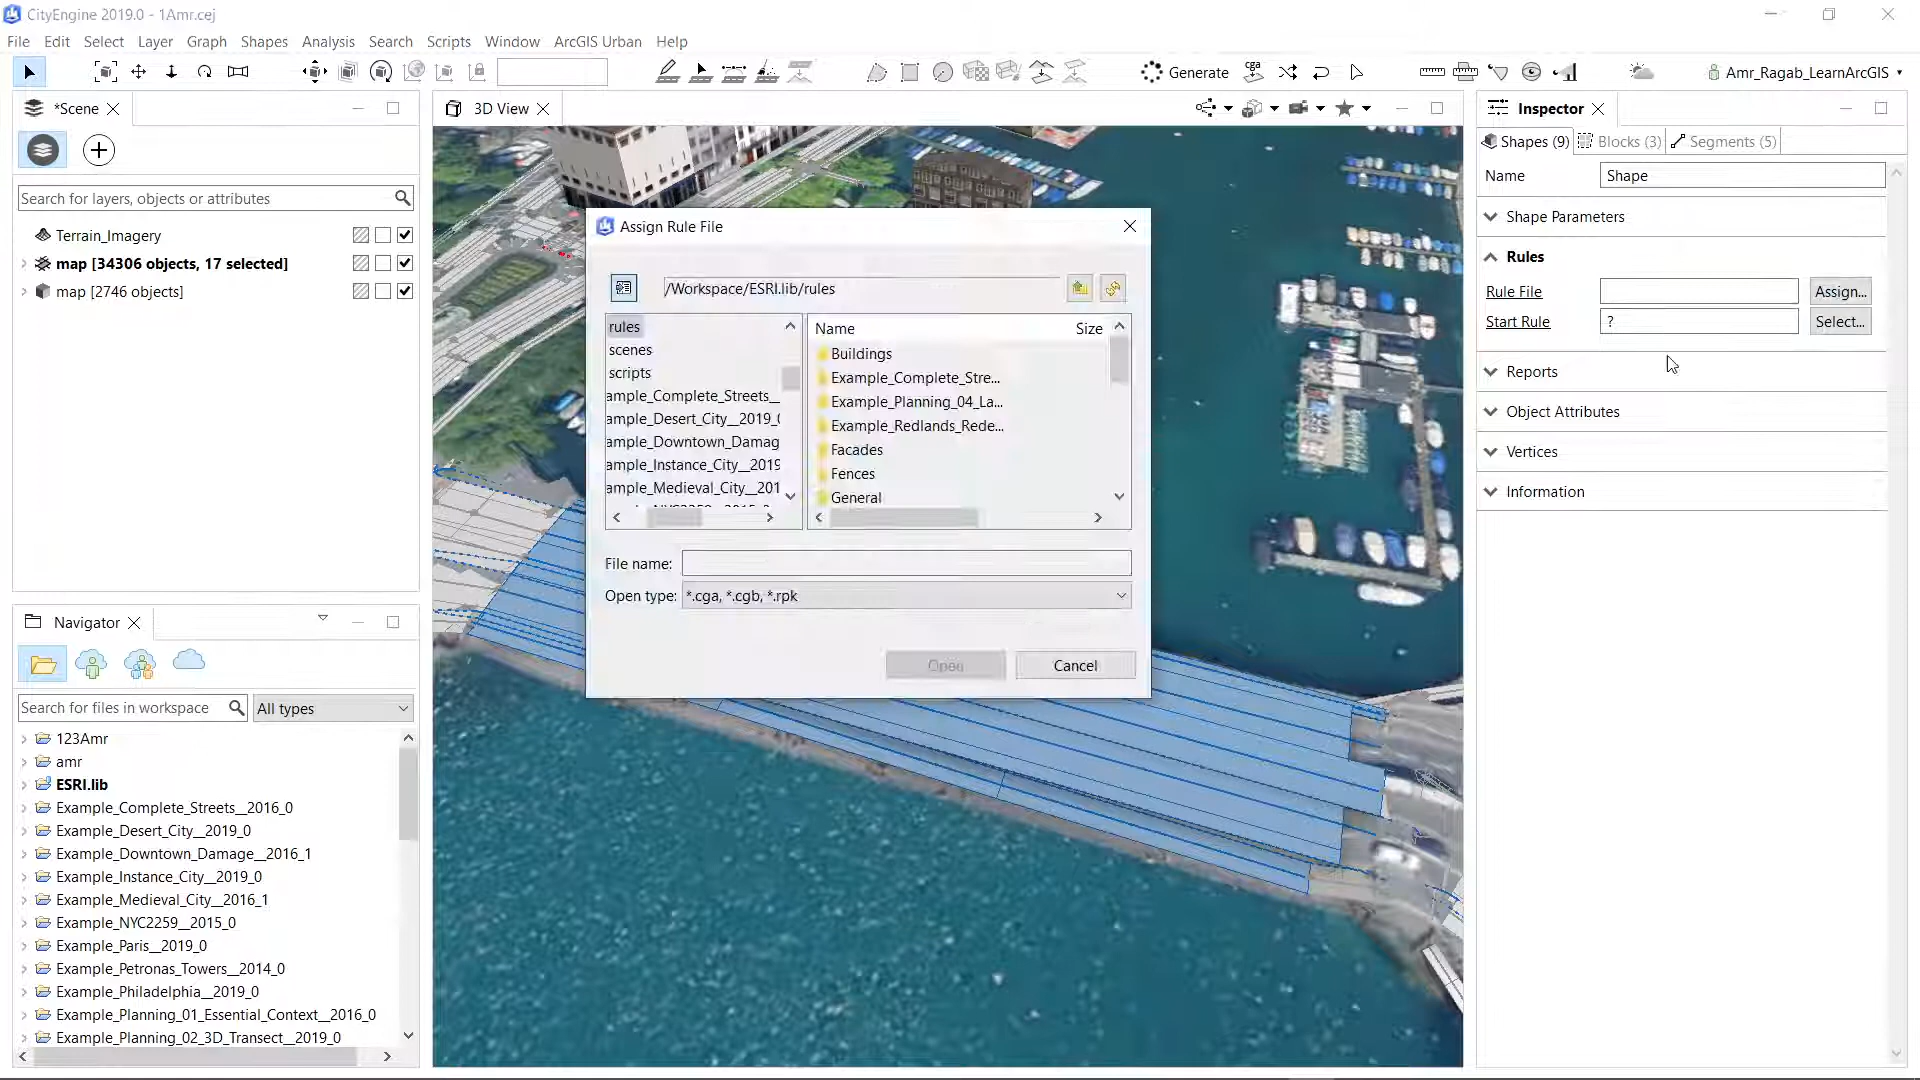 CityEngine 2019.0 - 1Amr.cej
File Edit Select Layer Graph Shapes Analysis Search Scripts Window ArcGIS Urban Help
Generate
cga
Amr_Ragab_LearnArcGIS
*Scene
3D View
Inspector
Shapes (9) Blocks (3) Segments (5)
Name Shape
Shape Parameters
Rules
Rule File Assign...
Start Rule ? Select...
Reports
Object Attributes
Vertices
Information
Search for layers, objects or attributes
Terrain_Imagery
map [34306 objects, 17 selected]
map [2746 objects]
Assign Rule File
/Workspace/ESRI.lib/rules
rules
scenes
scripts
ample_Complete_Streets__
ample_Desert_City__2019_
ample_Downtown_Damag
ample_Instance_City__2019
ample_Medieval_City__201
Name Size
Buildings
Example_Complete_Stre...
Example_Planning_04_La...
Example_Redlands_Rede...
Facades
Fences
General
File name:
Open type: *.cga, *.cgb, *.rpk
Open Cancel
Navigator
Search for files in workspace All types
123Amr
amr
ESRI.lib
Example_Complete_Streets__2016_0
Example_Desert_City__2019_0
Example_Downtown_Damage__2016_1
Example_Instance_City__2019_0
Example_Medieval_City__2016_1
Example_NYC2259__2015_0
Example_Paris__2019_0
Example_Petronas_Towers__2014_0
Example_Philadelphia__2019_0
Example_Planning_01_Essential_Context__2016_0
Example_Planning_02_3D_Transect__2019_0